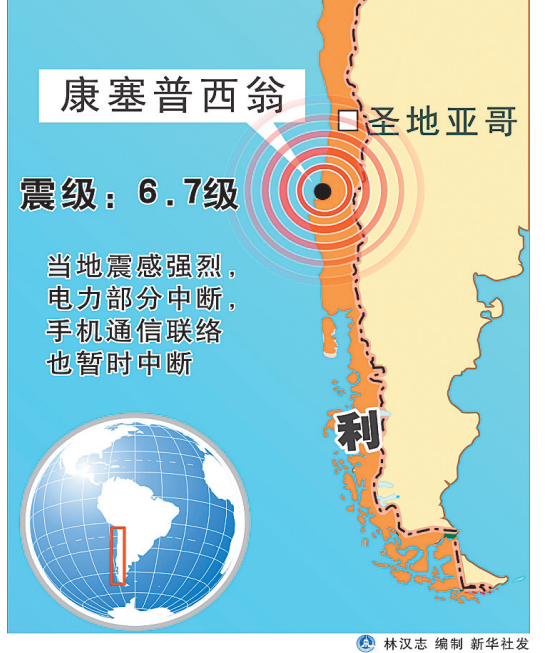 康塞普西翁
圣地亚哥
震级：6.7级
当地震感强烈，
电力部分中断，
手机通信联络
也暂时中断
利
林汉志 编制 新华社发